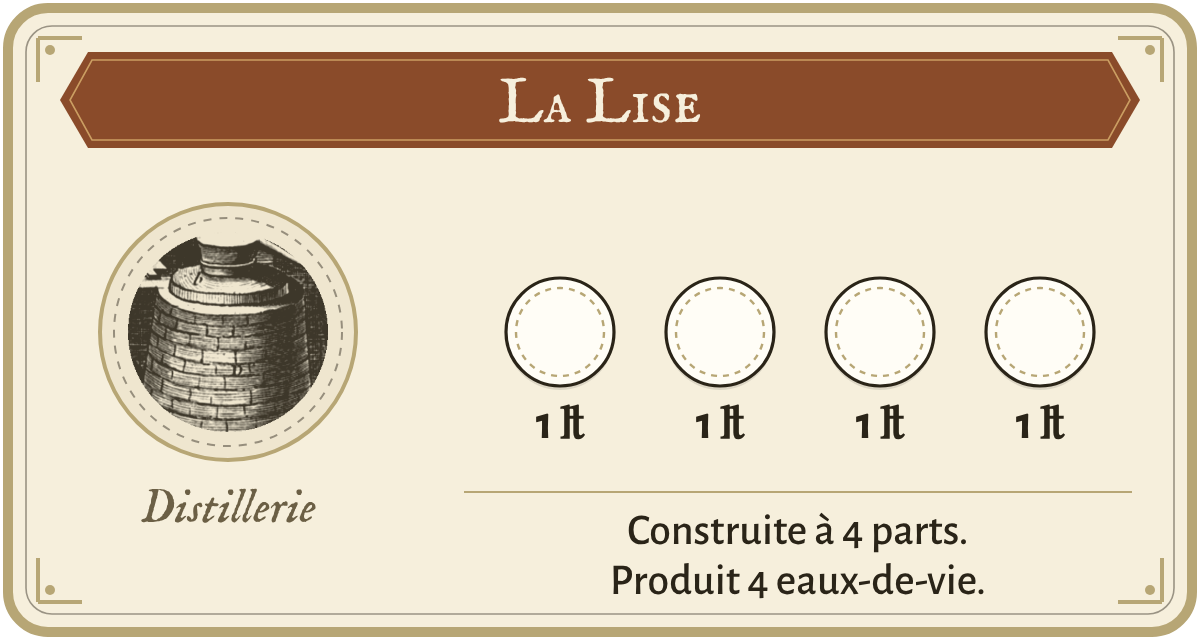 La Lise
1 ₶
1 ₶
1 ₶
1 ₶
Distillerie
Construite à 4 parts.
Produit 4 eaux-de-vie.